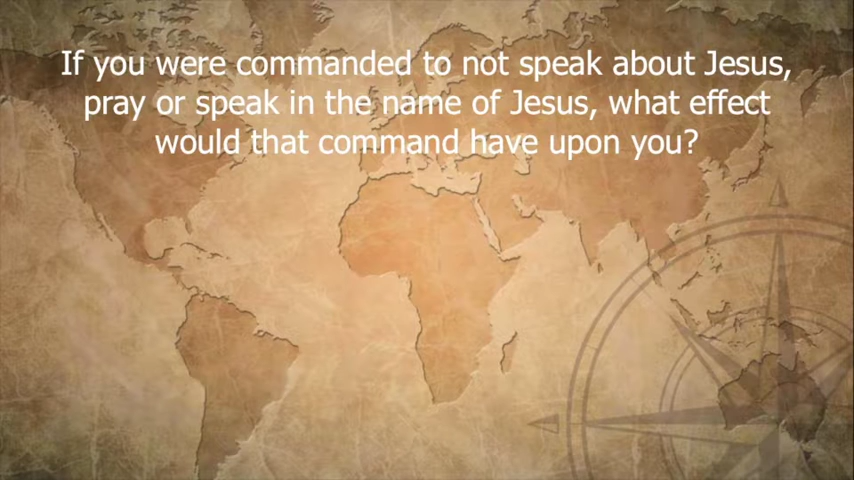 If you were commanded to not speak about Jesus,
pray or speak in the name of Jesus, what effect
would that command have upon you?